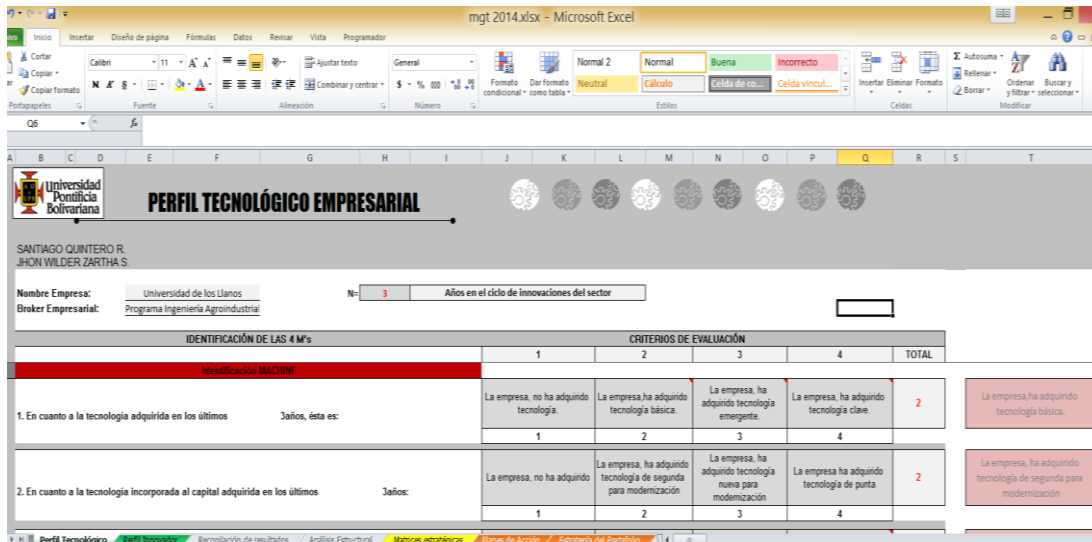 mgt 2014.xlsx - Microsoft Excel
Inicio Insertar Diseño de página Fórmulas Datos Revisar Vista Programador
Cortar
Copiar
Copiar formato
Portapapeles
Calibri 11
N K S
Fuente
Ajustar texto
Combinar y centrar
Alineación
General
$ % 000
Número
Formato condicional
Dar formato como tabla
Normal 2 Normal Buena Incorrecto
Neutral Cálculo Celda de co... Celda vincul...
Estilos
Insertar Eliminar Formato
Celdas
Autosuma
Rellenar
Borrar
Ordenar y filtrar
Buscar y seleccionar
Modificar
Q6 fx
A B C D E F G H I J K L M N O P Q R S T
Universidad
Pontificia
Bolivariana
PERFIL TECNOLÓGICO EMPRESARIAL
SANTIAGO QUINTERO R.
JHON WILDER ZARTHA S.
Nombre Empresa: Universidad de los Llanos N= 3 Años en el ciclo de innovaciones del sector
Broker Empresarial: Programa Ingeniería Agroindustrial
IDENTIFICACIÓN DE LAS 4 M's CRITERIOS DE EVALUACIÓN
1 2 3 4 TOTAL
Identificación MACHINE
1. En cuanto a la tecnología adquirida en los últimos 3años, ésta es:
La empresa, no ha adquirido tecnología.
La empresa,ha adquirido tecnología básica.
La empresa, ha adquirido tecnología emergente.
La empresa, ha adquirido tecnología clave.
2
La empresa,ha adquirido tecnología básica.
1 2 3 4
2. En cuanto a la tecnología incorporada al capital adquirida en los últimos 3años:
La empresa, no ha adquirido
La empresa, ha adquirido tecnología de segunda para modernización
La empresa, ha adquirido tecnología nueva para modernización
La empresa ha adquirido tecnología de punta
2
La empresa, ha adquirido tecnología de segunda para modernización
1 2 3 4
Perfil Tecnológico Perfil Innovador Recopilación de resultados Análisis Estructural Matrices estratégicas Planes de Acción Estrategia del Portafolio